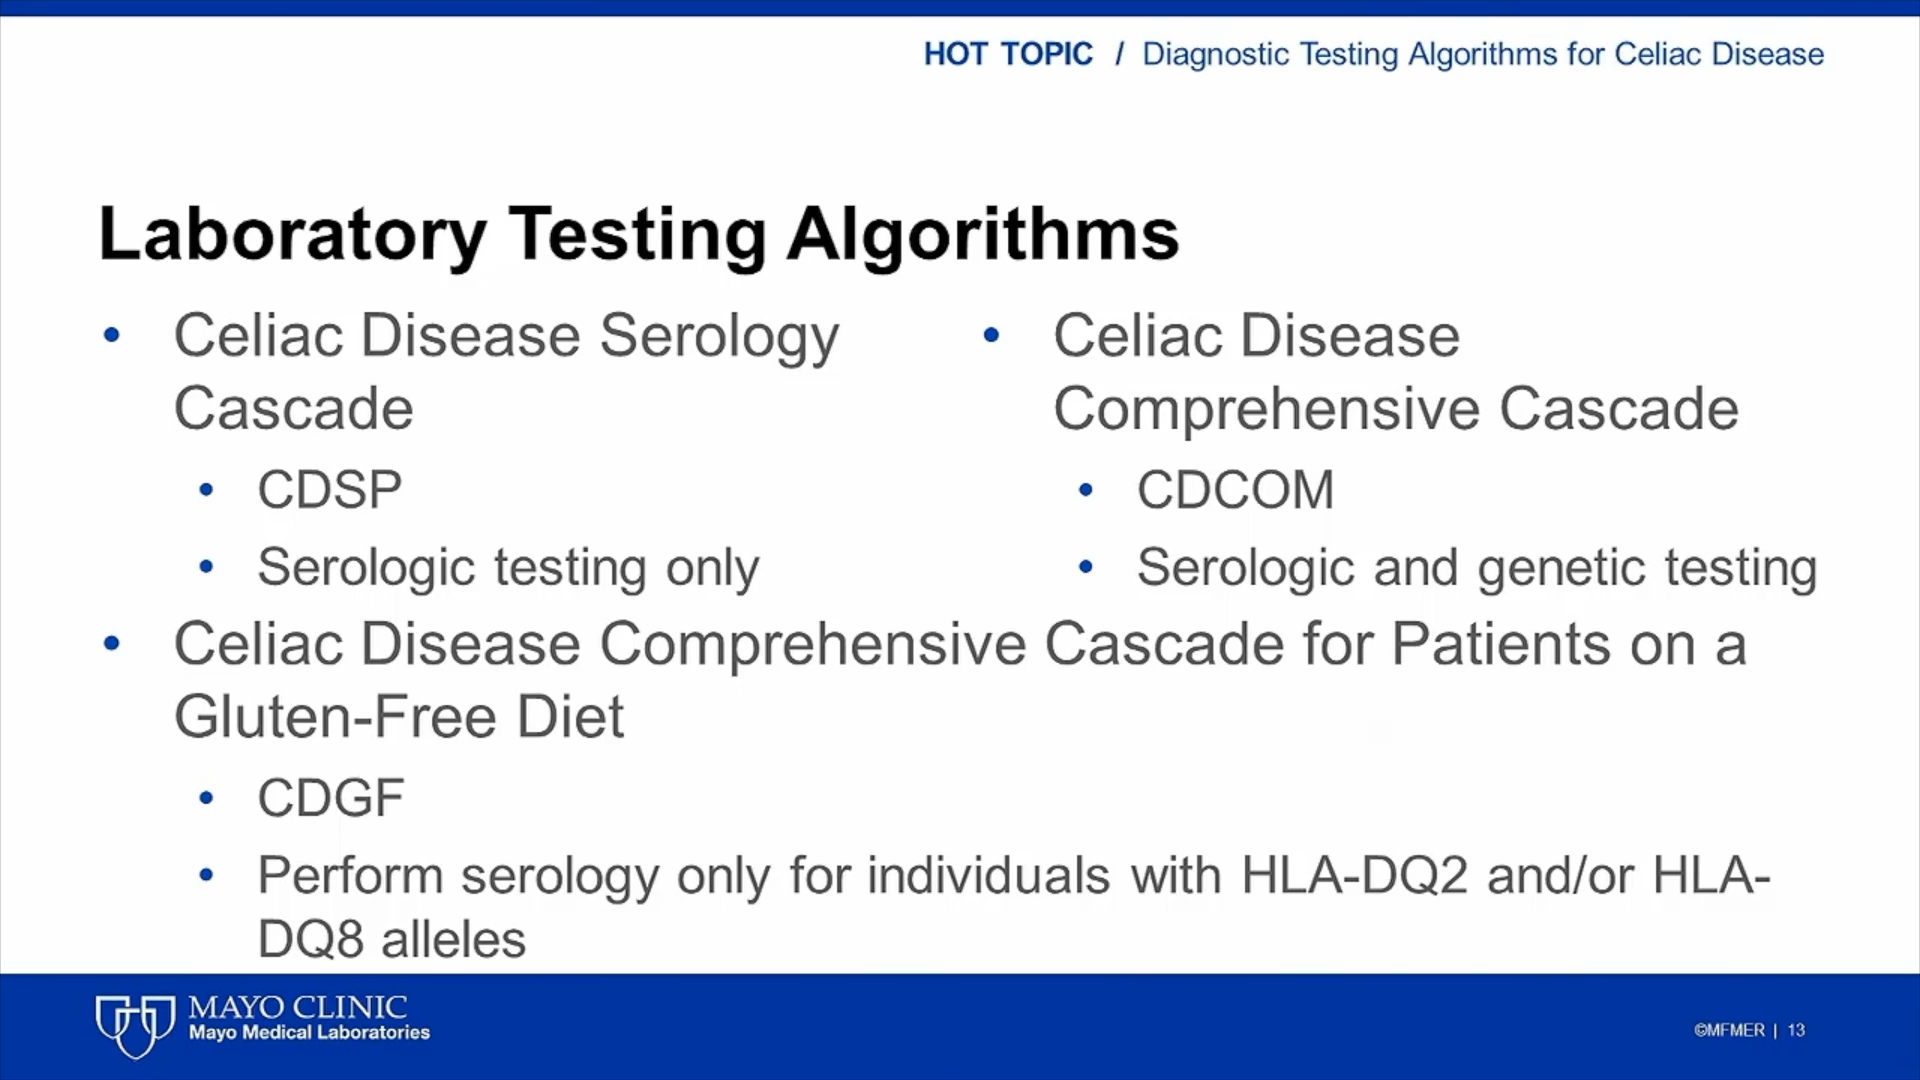 HOT TOPIC / Diagnostic Testing Algorithms for Celiac Disease
Laboratory Testing Algorithms
• Celiac Disease Serology
Cascade
• CDSP
• Serologic testing only
• Celiac Disease
Comprehensive Cascade
• CDCOM
• Serologic and genetic testing
• Celiac Disease Comprehensive Cascade for Patients on a
Gluten-Free Diet
• CDGF
• Perform serology only for individuals with HLA-DQ2 and/or HLA-
DQ8 alleles
MAYO CLINIC
Mayo Medical Laboratories
©MFMER | 13